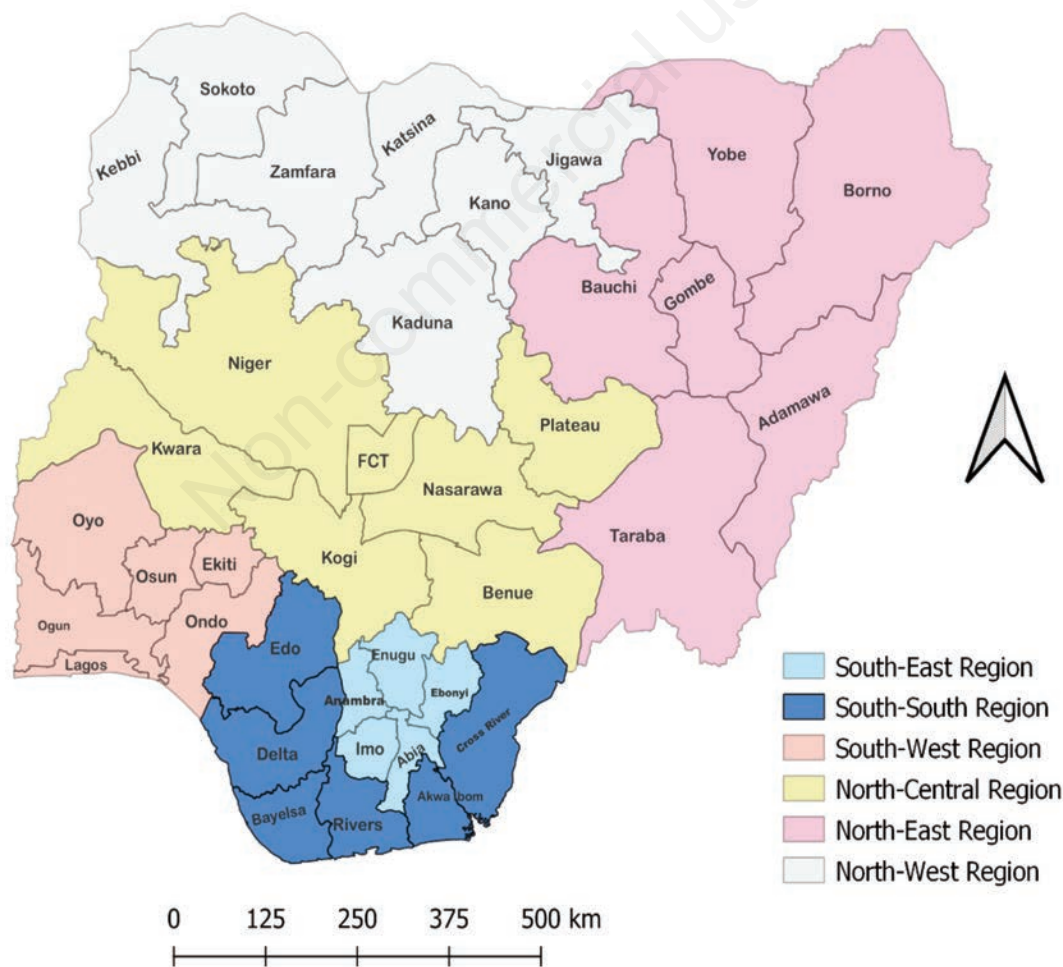 Non-commercial us
Sokoto
Kebbi
Zamfara
Katsina
Kano
Jigawa
Yobe
Borno
Bauchi
Gombe
Kaduna
Niger
Adamawa
Plateau
Kwara
FCT
Nasarawa
Oyo
Taraba
Kogi
Osun
Ekiti
Benue
Ogun
Ondo
Lagos
Edo
Enugu
Ebonyi
Anambra
Cross River
Imo
Abia
Delta
Akwa Ibom
Bayelsa
Rivers
South-East Region
South-South Region
South-West Region
North-Central Region
North-East Region
North-West Region
0 125 250 375 500 km